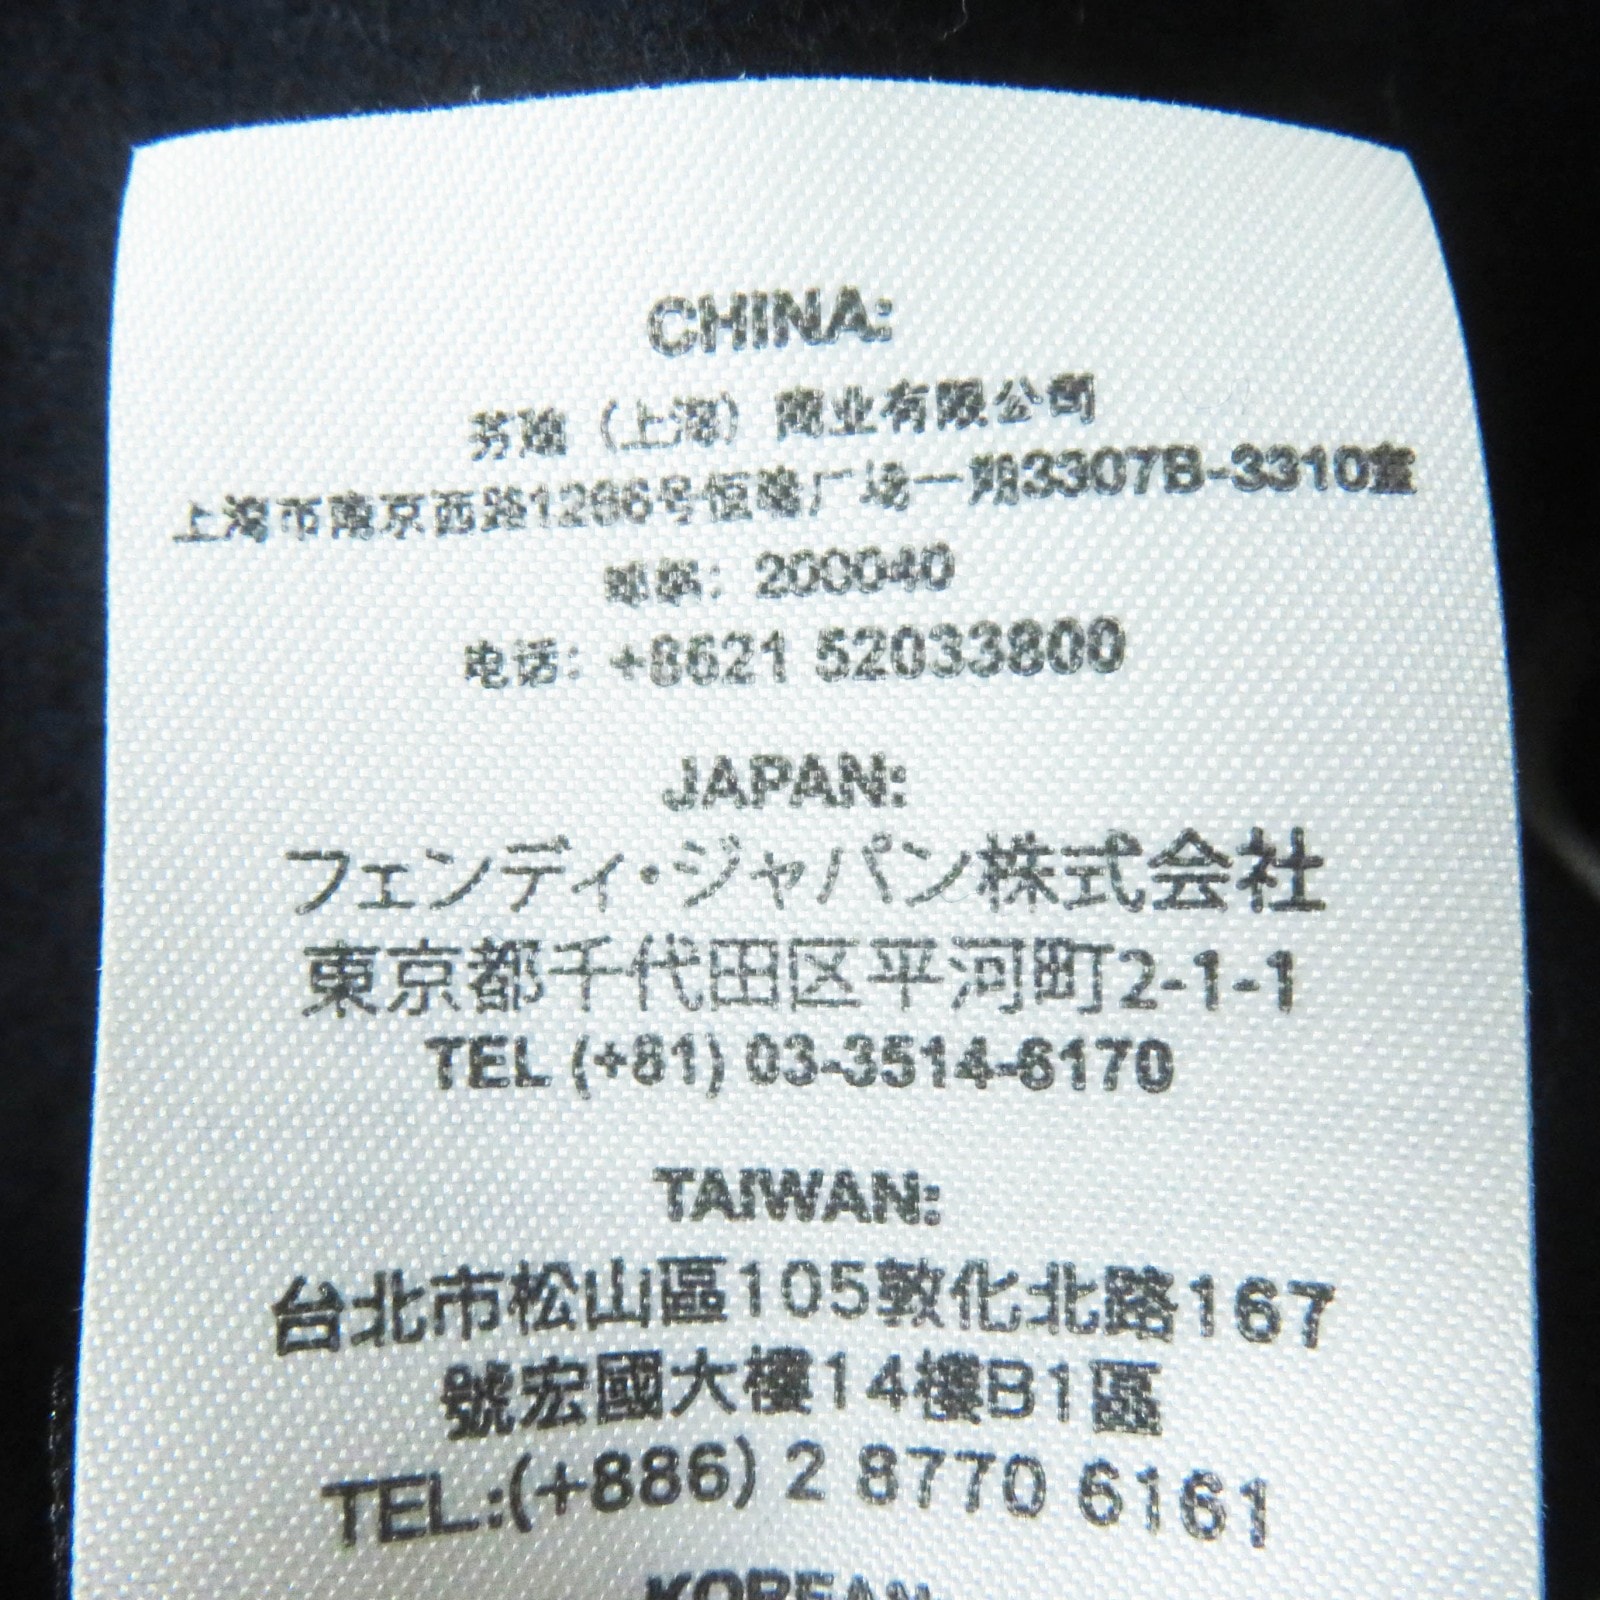 CHINA:
芬迪（上海）商业有限公司
上海市南京西路1266号恒隆广场一期3307B-3310室
邮编：200040
电话：+8621 52033800
JAPAN:
フェンディ・ジャパン株式会社
東京都千代田区平河町2-1-1
TEL (+81) 03-3514-6170
TAIWAN:
台北市松山區105敦化北路167
號宏國大樓14樓B1區
TEL:(+886) 2 8770 6161
KOREAN